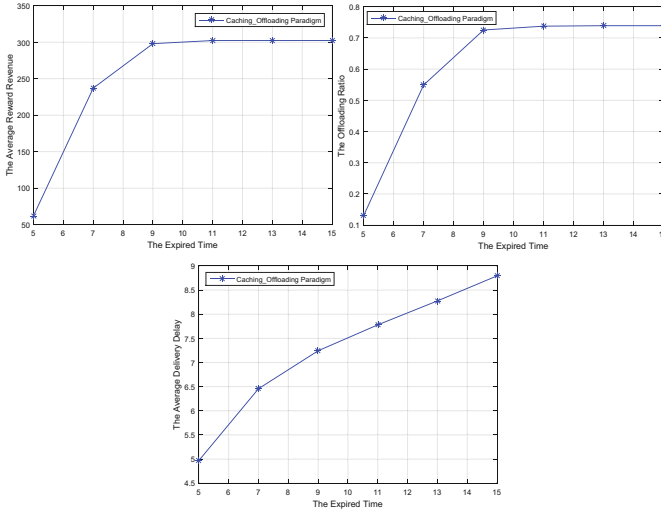 350
300
250
200
150
100
50
The Average Reward Revenue
Caching_Offloading Paradigm
5 6 7 8 9 10 11 12 13 14 15
The Expired Time
0.8
0.7
0.6
0.5
0.4
0.3
0.2
0.1
The Offloading Ratio
Caching_Offloading Paradigm
5 6 7 8 9 10 11 12 13 14 15
The Expired Time
9
8.5
8
7.5
7
6.5
6
5.5
5
4.5
The Average Delivery Delay
Caching_Offloading Paradigm
5 6 7 8 9 10 11 12 13 14 15
The Expired Time